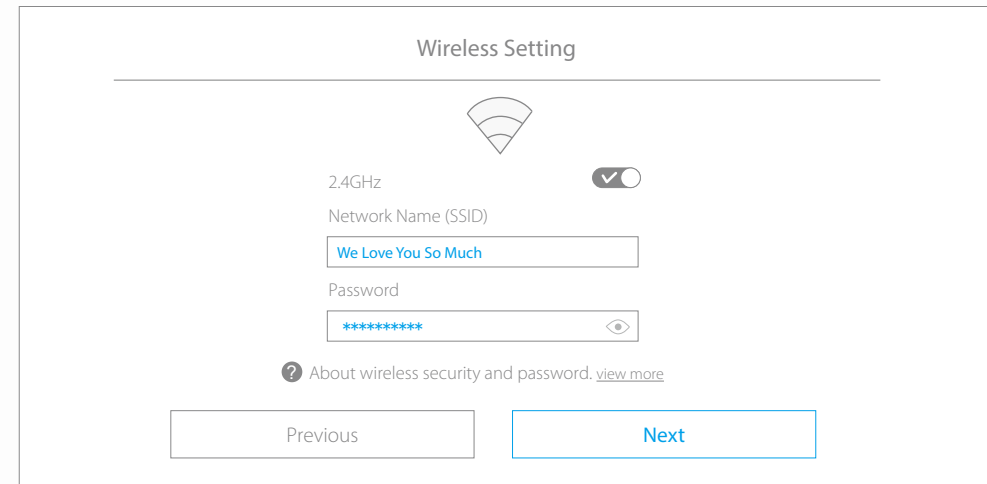 Wireless Setting
2.4GHz
Network Name (SSID)
We Love You So Much
Password
**********
? About wireless security and password. view more
Previous
Next